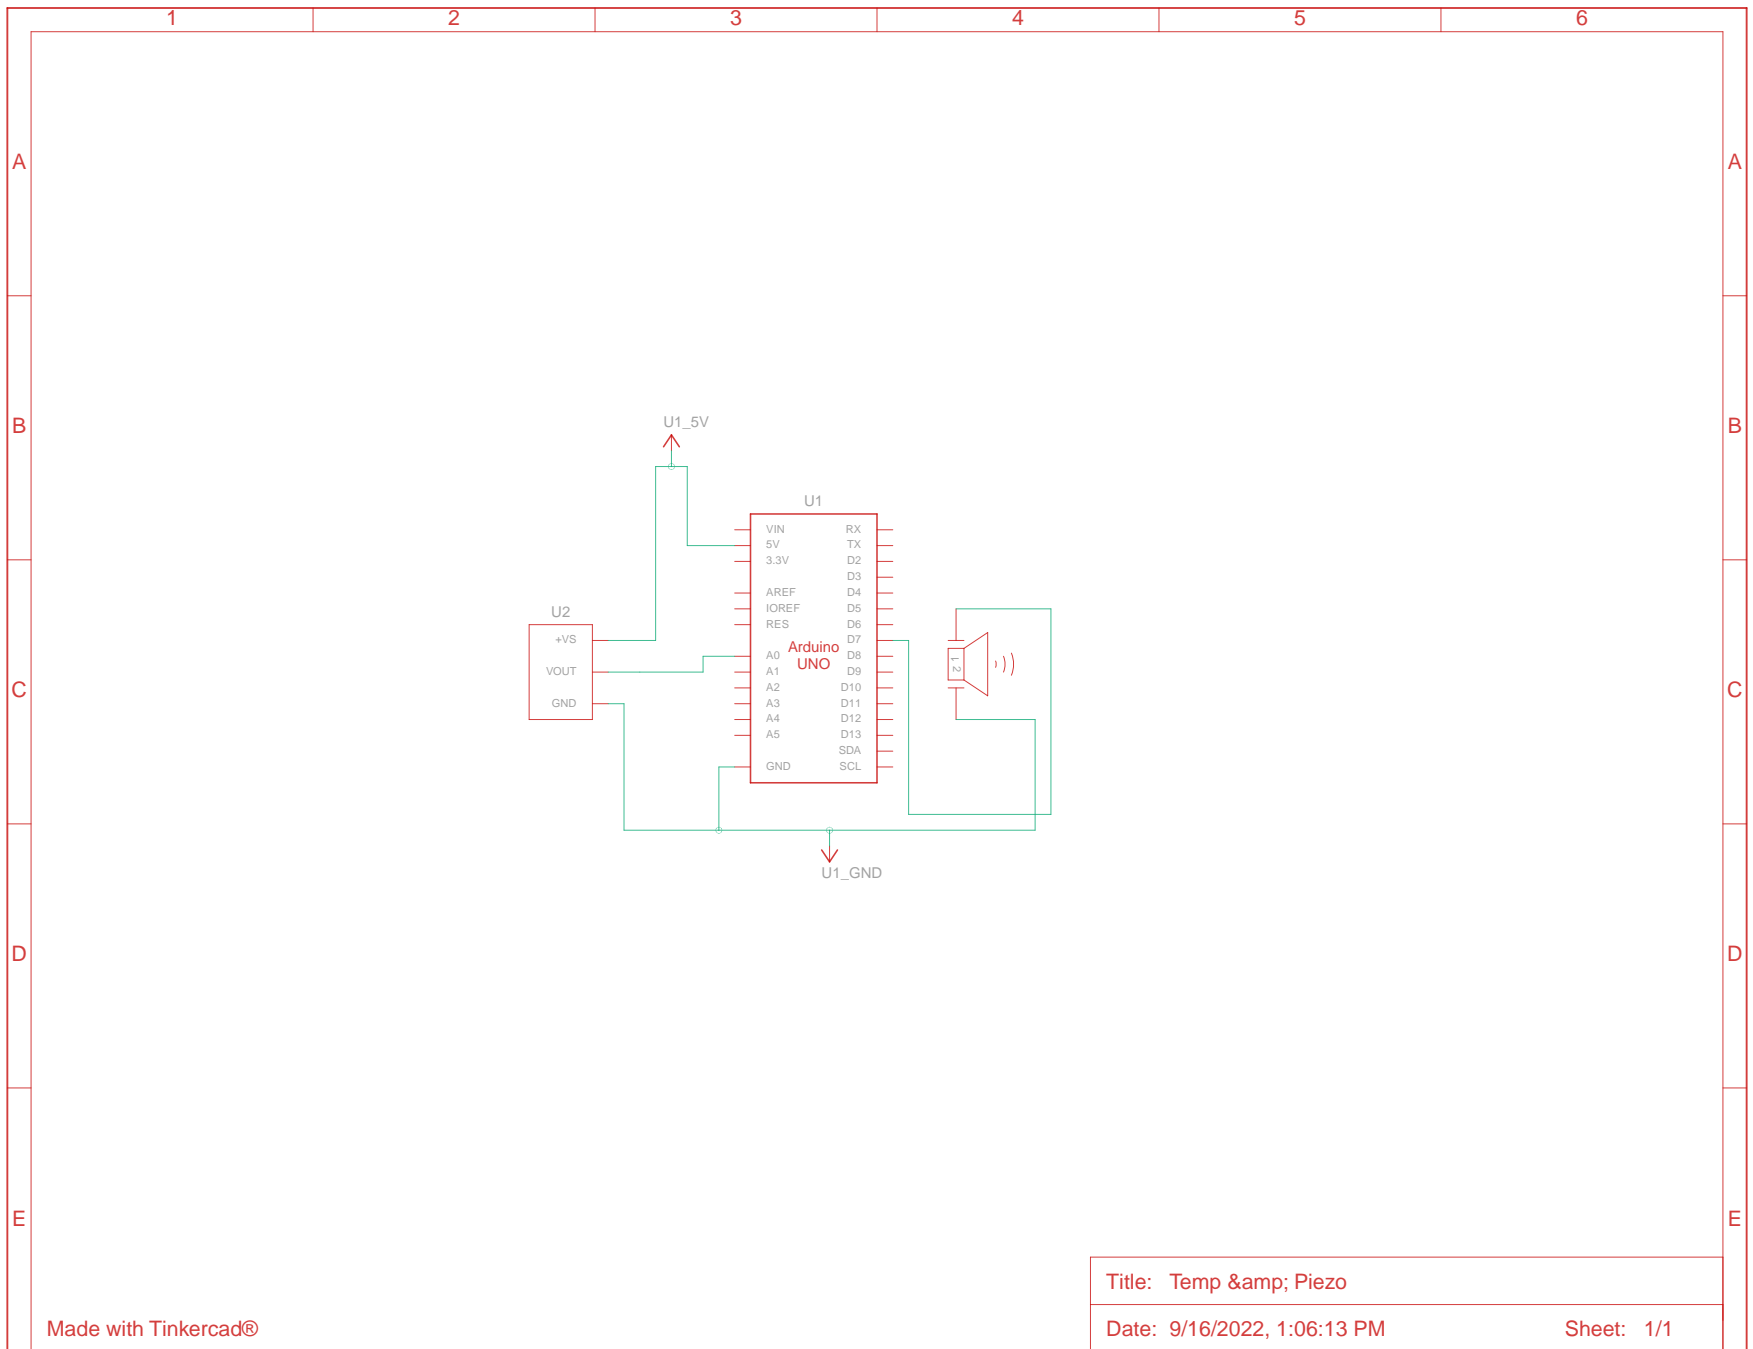 1 2 3 4 5 6
A A
B B
U1_5V
U1
VIN RX
5V TX
3.3V D2
D3
AREF D4
IOREF D5
RES D6
D7
Arduino
UNO
A0 D8
A1 D9
A2 D10
A3 D11
A4 D12
A5 D13
SDA
GND SCL
U2
+VS
VOUT
GND
1 2
C C
U1_GND
D D
E E
Title: Temp &amp;amp; Piezo
Date: 9/16/2022, 1:06:13 PM Sheet: 1/1
Made with Tinkercad®